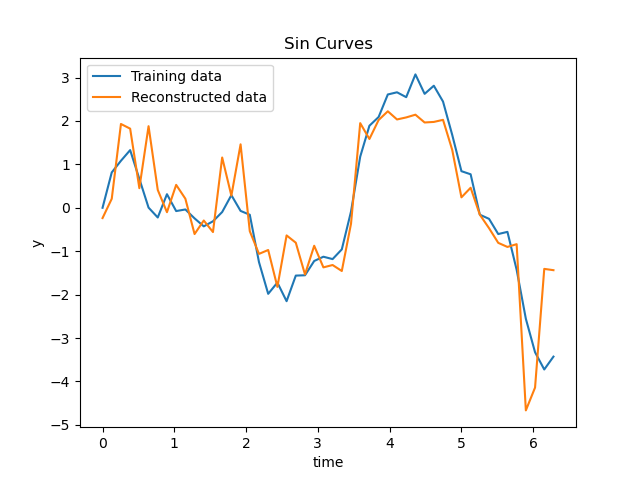 Sin Curves
Training data
Reconstructed data
y
3
2
1
0
−1
−2
−3
−4
−5
0 1 2 3 4 5 6
time